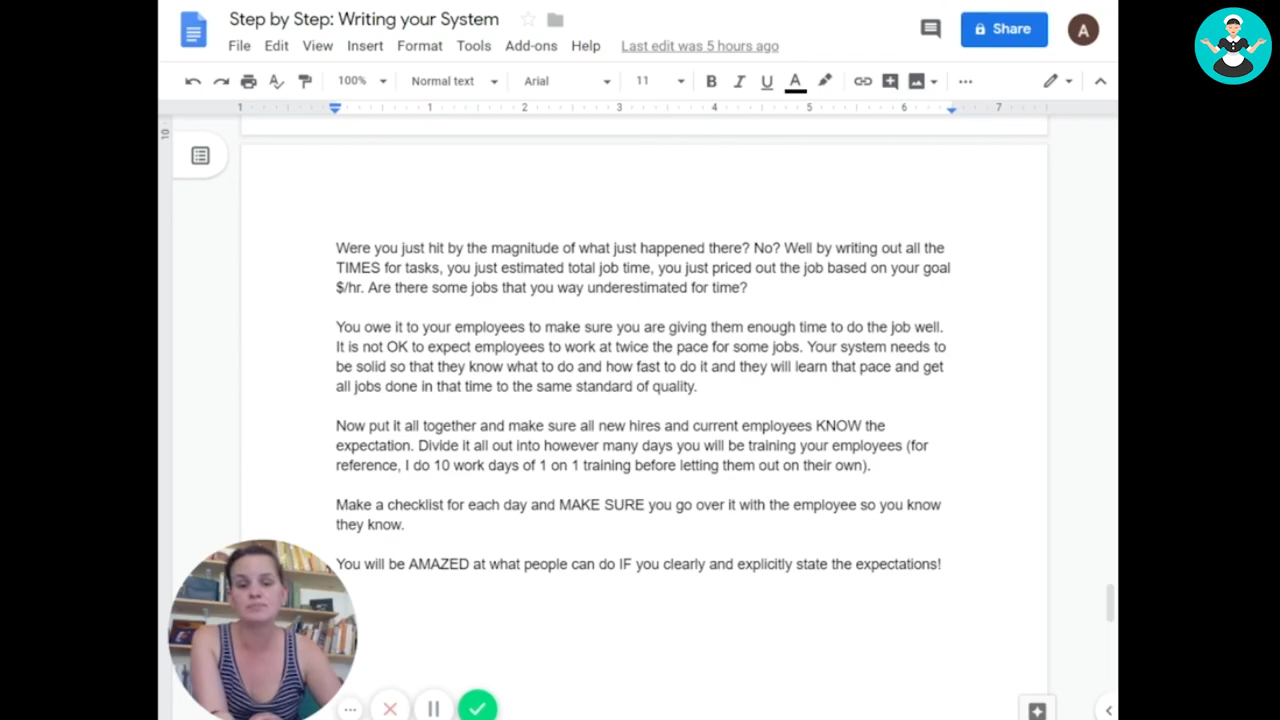 Step by Step: Writing your System
File Edit View Insert Format Tools Add-ons Help Last edit was 5 hours ago
Share
A
100% Normal text Arial 11 B I U A
1 1 2 3 4 5 6 7
10
Were you just hit by the magnitude of what just happened there? No? Well by writing out all the
TIMES for tasks, you just estimated total job time, you just priced out the job based on your goal
$/hr. Are there some jobs that you way underestimated for time?
You owe it to your employees to make sure you are giving them enough time to do the job well.
It is not OK to expect employees to work at twice the pace for some jobs. Your system needs to
be solid so that they know what to do and how fast to do it and they will learn that pace and get
all jobs done in that time to the same standard of quality.
Now put it all together and make sure all new hires and current employees KNOW the
expectation. Divide it all out into however many days you will be training your employees (for
reference, I do 10 work days of 1 on 1 training before letting them out on their own).
Make a checklist for each day and MAKE SURE you go over it with the employee so you know
they know.
You will be AMAZED at what people can do IF you clearly and explicitly state the expectations!